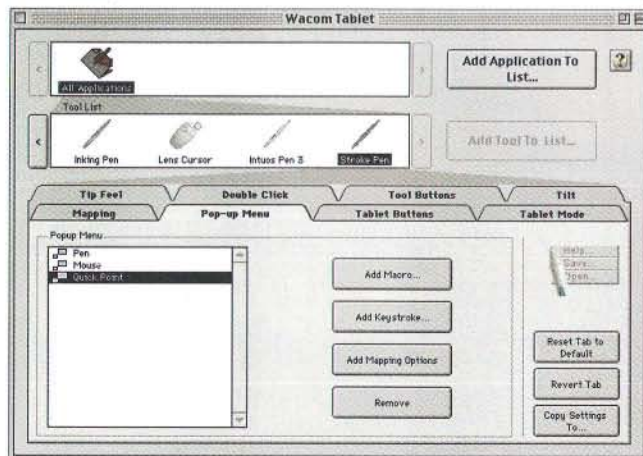 Wacom Tablet
All Applications
Add Application To
List...
?
Tool List
Inking Pen
Lens Cursor
Intuos Pen 3
Stroke Pen
Add Tool To List...
Tip Feel
Double Click
Tool Buttons
Tilt
Mapping
Pop-up Menu
Tablet Buttons
Tablet Mode
Popup Menu
Pen
Mouse
Quick Point
Add Macro...
Add Keystroke...
Add Mapping Options
Remove
Help...
Save...
Open...
Reset Tab to
Default
Revert Tab
Copy Settings
To...